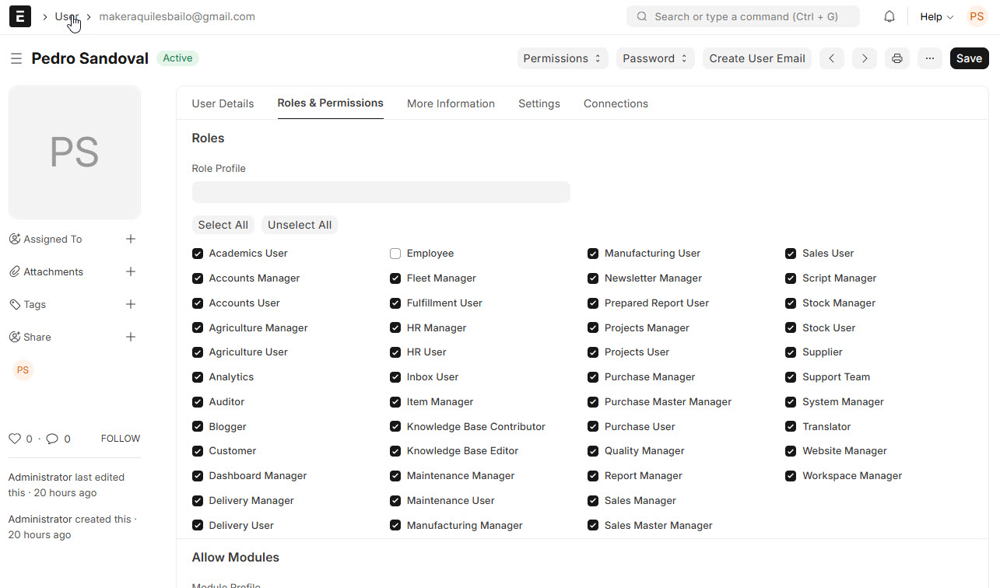 E
User
makeraquilesbailo@gmail.com
Search or type a command (Ctrl + G)
Help
PS
Pedro Sandoval
Active
Permissions
Password
Create User Email
Save
PS
Assigned To
Attachments
Tags
Share
PS
0 · 0
FOLLOW
Administrator last edited
this · 20 hours ago
Administrator created this ·
20 hours ago
User Details
Roles & Permissions
More Information
Settings
Connections
Roles
Role Profile
Select All
Unselect All
Academics User
Accounts Manager
Accounts User
Agriculture Manager
Agriculture User
Analytics
Auditor
Blogger
Customer
Dashboard Manager
Delivery Manager
Delivery User
Employee
Fleet Manager
Fulfillment User
HR Manager
HR User
Inbox User
Item Manager
Knowledge Base Contributor
Knowledge Base Editor
Maintenance Manager
Maintenance User
Manufacturing Manager
Manufacturing User
Newsletter Manager
Prepared Report User
Projects Manager
Projects User
Purchase Manager
Purchase Master Manager
Purchase User
Quality Manager
Report Manager
Sales Manager
Sales Master Manager
Sales User
Script Manager
Stock Manager
Stock User
Supplier
Support Team
System Manager
Translator
Website Manager
Workspace Manager
Allow Modules
Module Profile